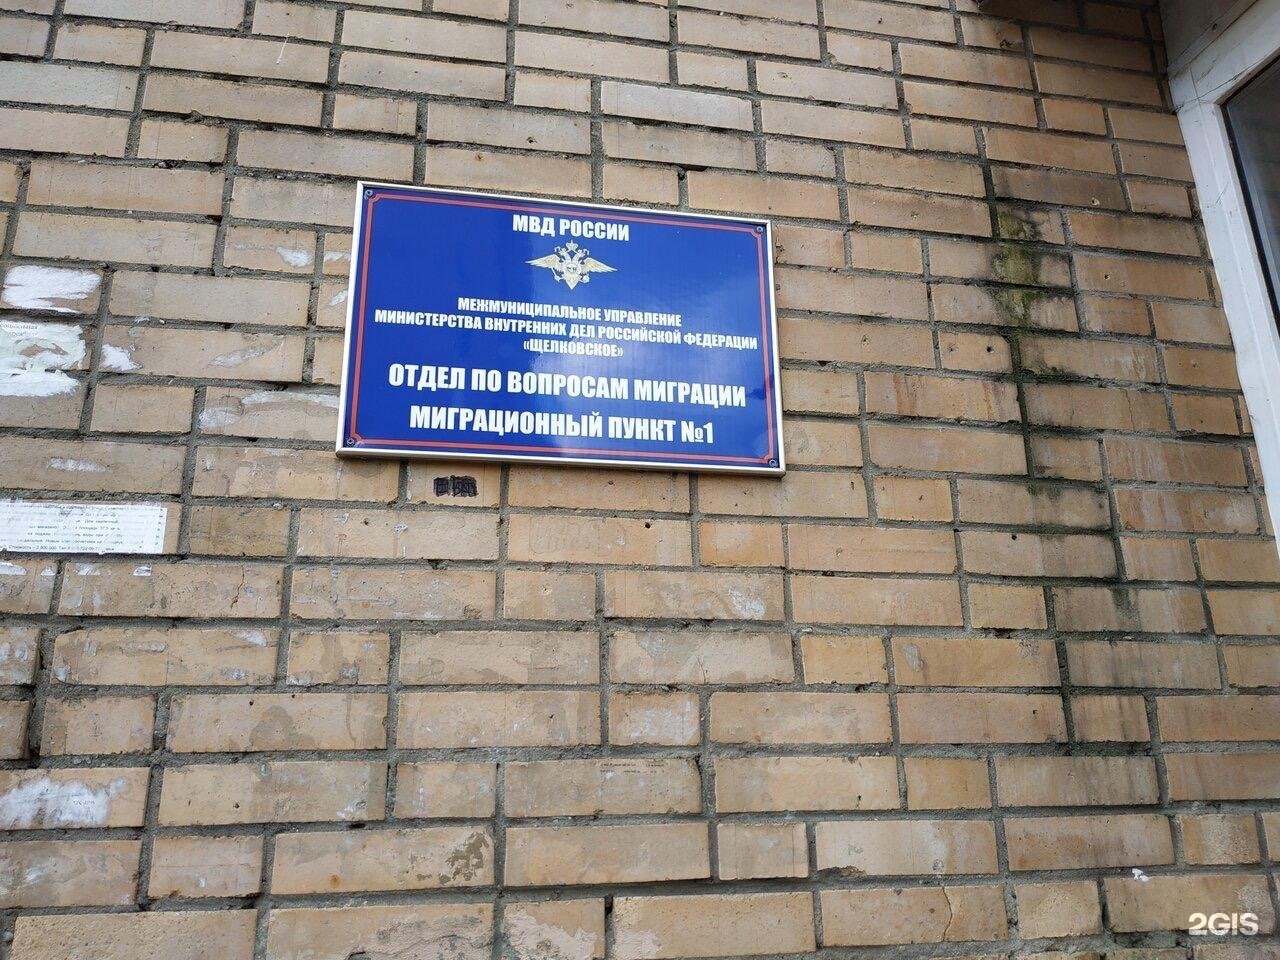 МВД РОССИИ
МЕЖМУНИЦИПАЛЬНОЕ УПРАВЛЕНИЕ
МИНИСТЕРСТВА ВНУТРЕННИХ ДЕЛ РОССИЙСКОЙ ФЕДЕРАЦИИ
«ЩЕЛКОВСКОЕ»
ОТДЕЛ ПО ВОПРОСАМ МИГРАЦИИ
МИГРАЦИОННЫЙ ПУНКТ №1
2GIS